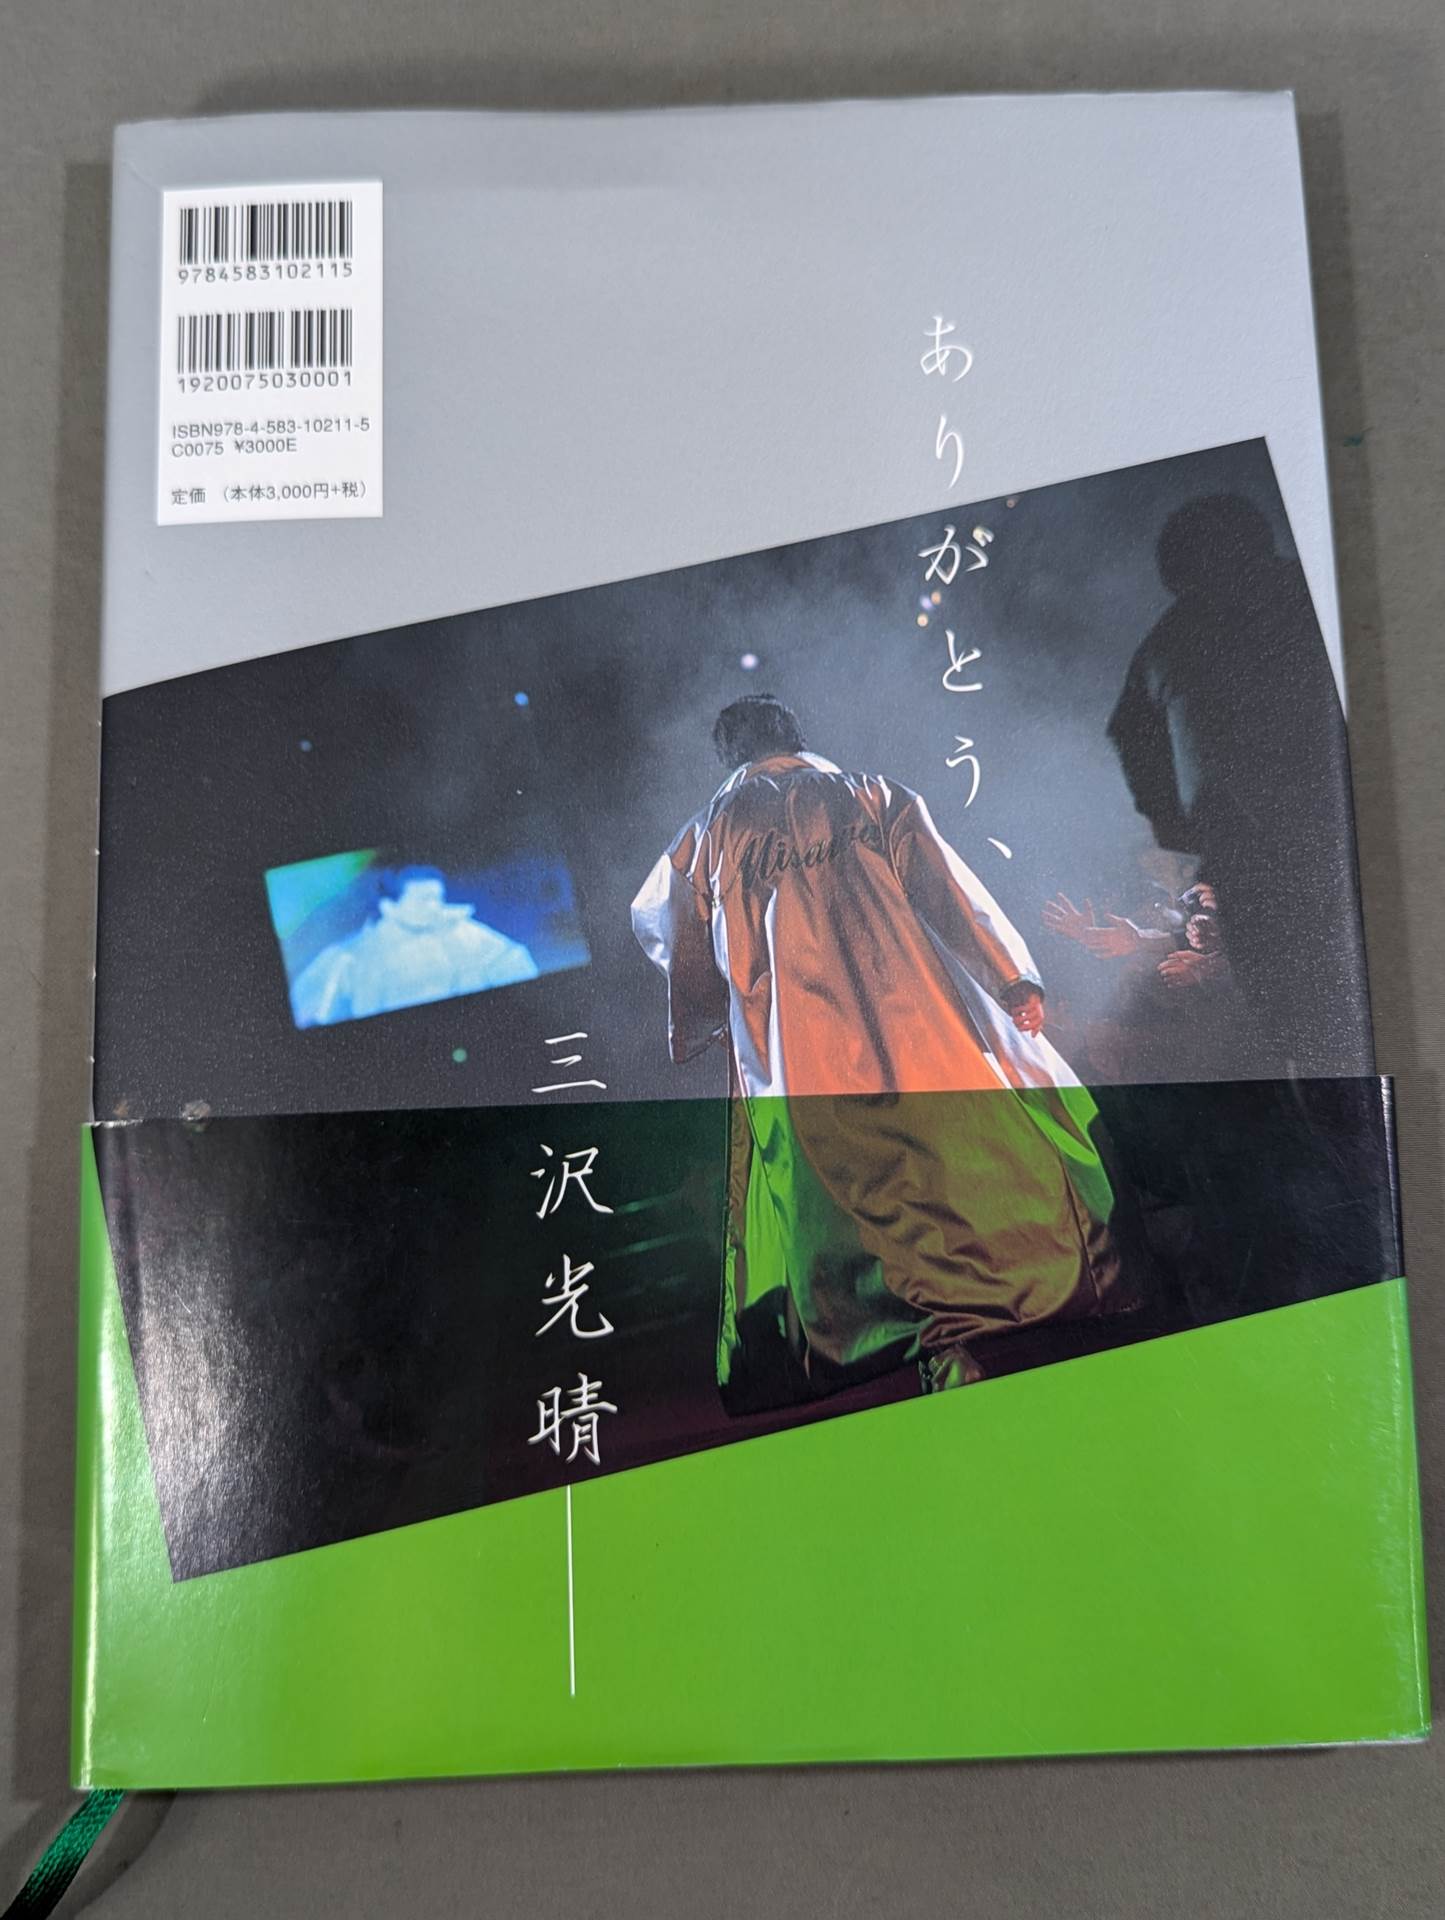 9784583102115
1920075030001
ISBN978-4-583-10211-5
C0075 ¥3000E
定価 (本体3,000円+税)
ありがとう、
Misawa
三沢光晴――